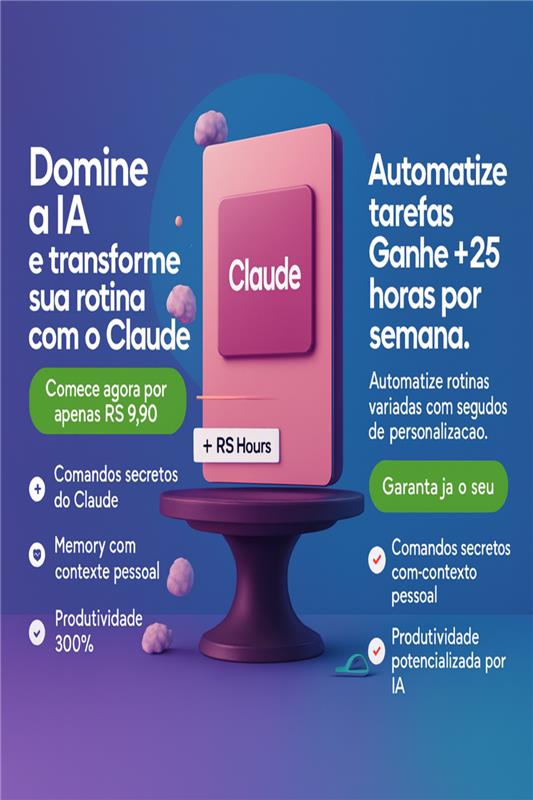 Domine
a IA
e transforme
sua rotina
com o Claude
Comece agora por
apenas RS 9,90
Comandos secretos
do Claude
Memory com
contexte pessoal
Produtividade
300%
Claude
+ RS Hours
Automatize
tarefas
Ganhe +25
horas por
semana.
Automatize rotinas
variadas com segudos
de personalizacao.
Garanta ja o seu
Comandos secretos
com-contexto
pessoal
Produtividade
potencializada por
IA